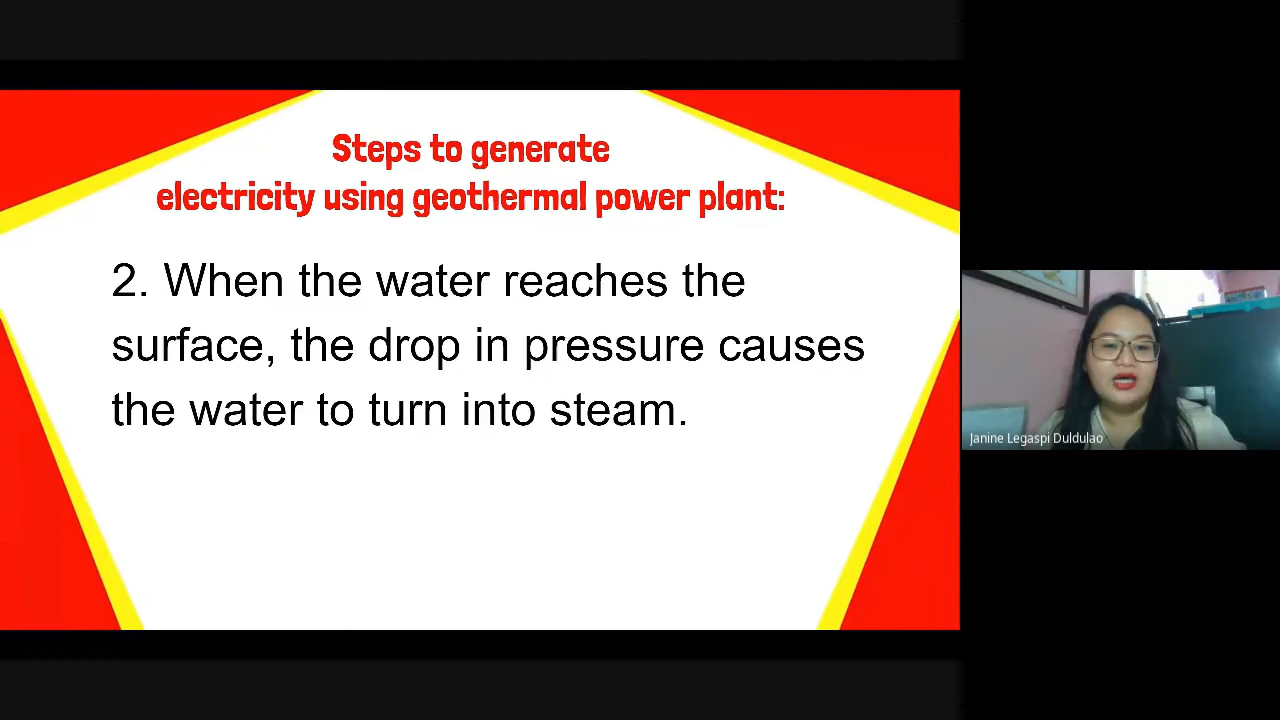 Steps to generate
electricity using geothermal power plant:
2. When the water reaches the
surface, the drop in pressure causes
the water to turn into steam.
Janine Legaspi Duldulao